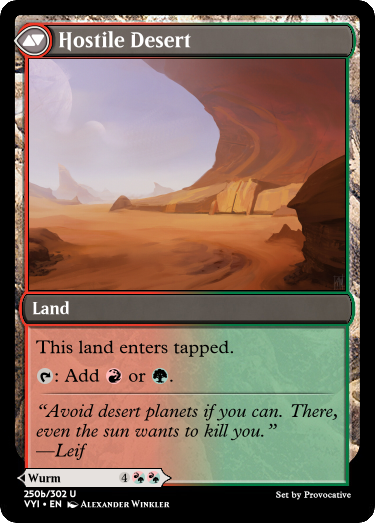 Hostile Desert
Land
This land enters tapped.
: Add or .
“Avoid desert planets if you can. There,
even the sun wants to kill you.”
—Leif
Wurm 4
250b/302 U
VYI • EN Alexander Winkler
Set by Provocative